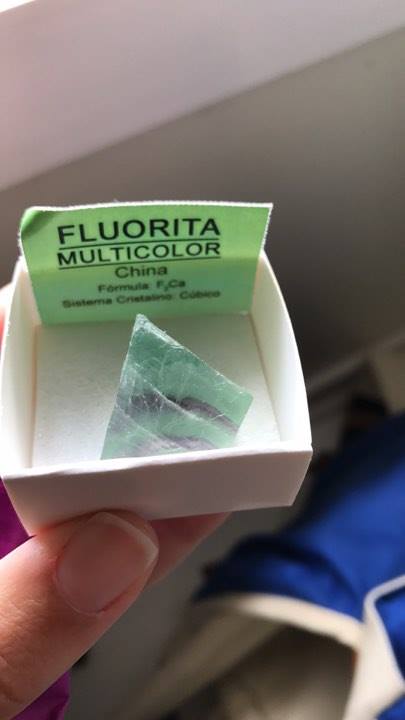 FLUORITA
MULTICOLOR
China
Fórmula: F₂Ca
Sistema Cristalino: Cúbico